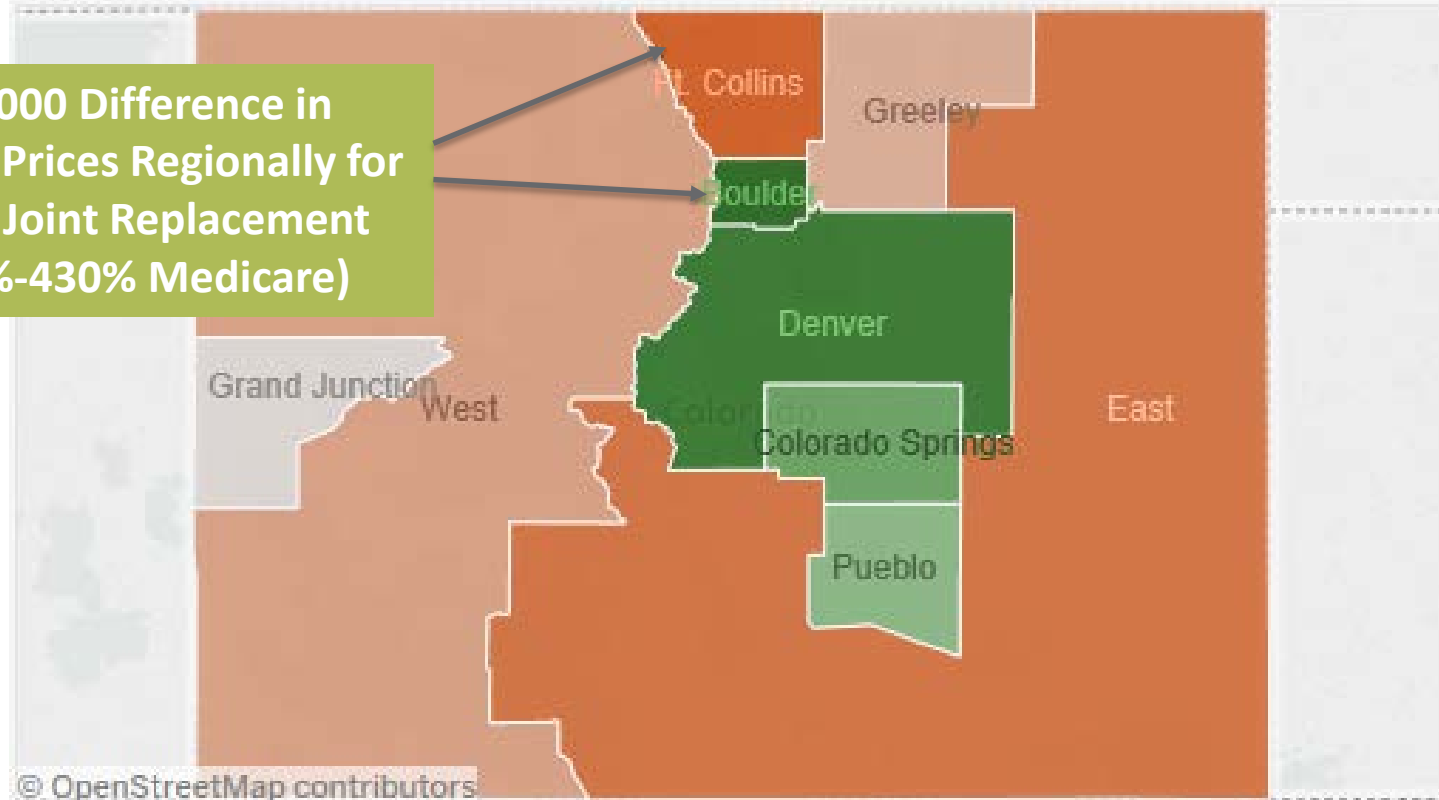 000 Difference in
Prices Regionally for
Joint Replacement
%-430% Medicare)
Ft. Collins
Greeley
Boulder
Denver
Grand Junction
West
Colorado
East
Colorado Springs
Pueblo
© OpenStreetMap contributors